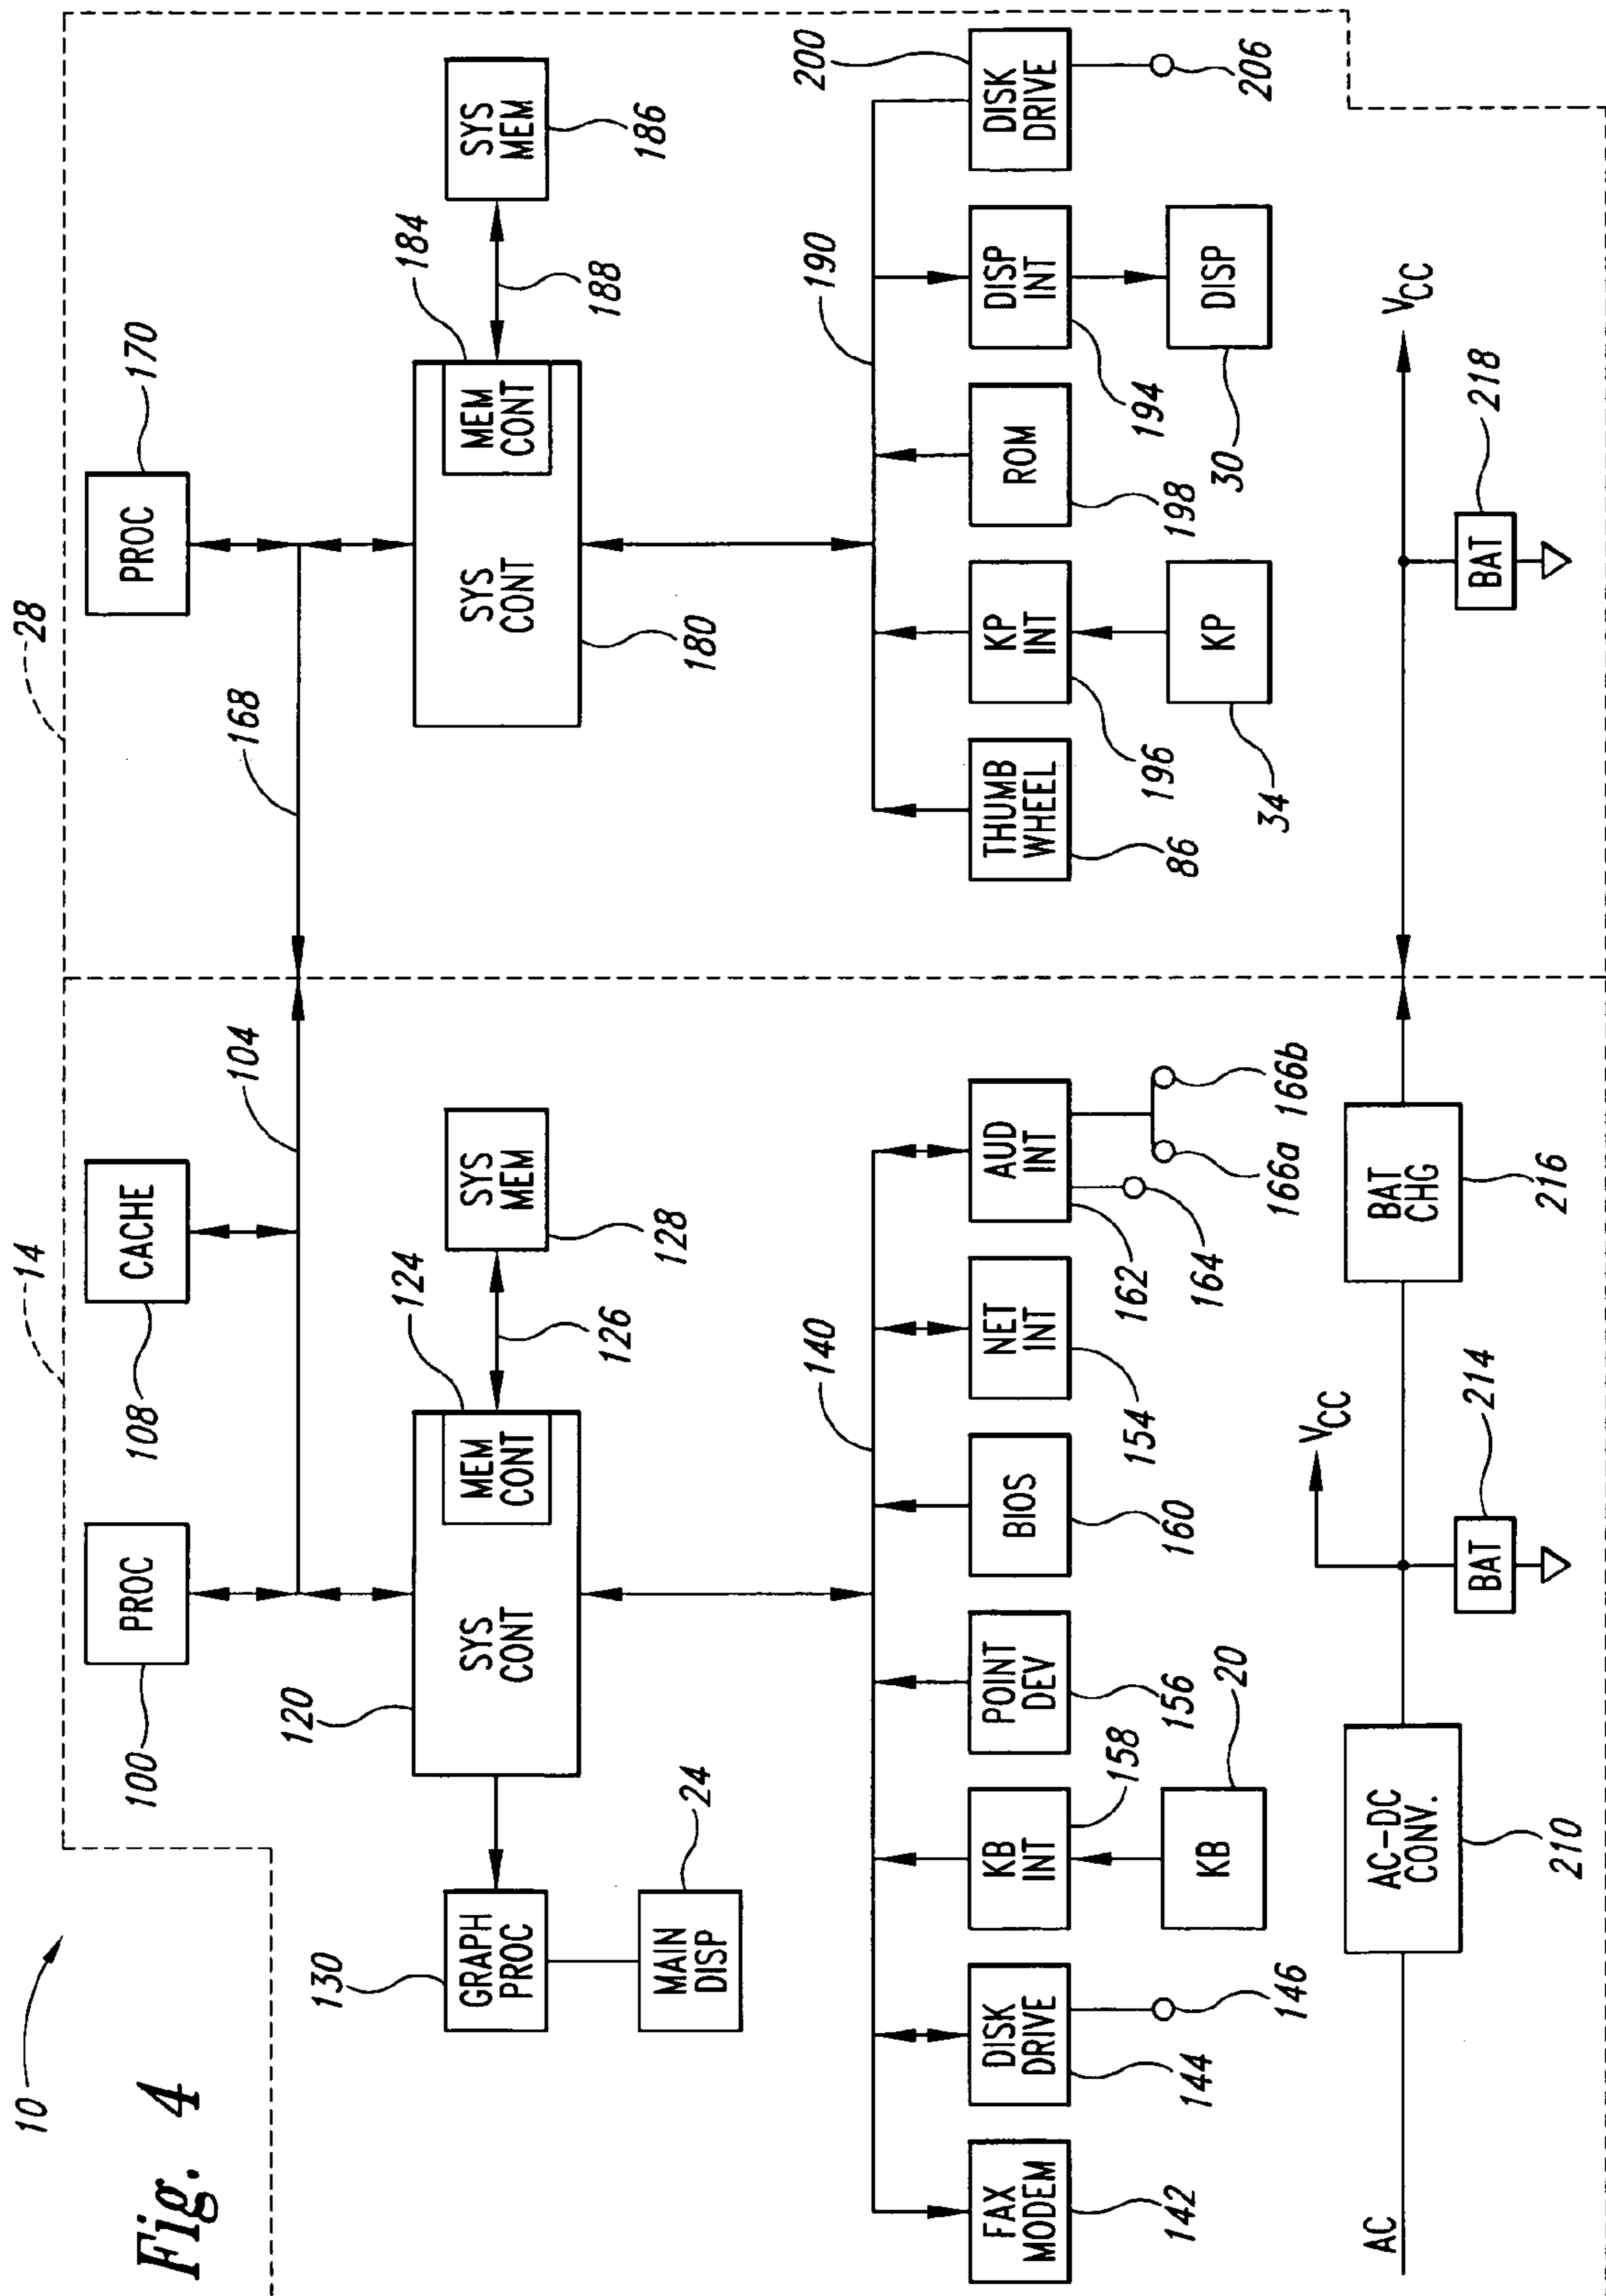 10
Fig. 4
14
28
PROC
100
CACHE
108
104
168
PROC
170
120
SYS
CONT
MEM
CONT
124
126
SYS
MEM
128
130
GRAPH
PROC
MAIN
DISP
24
SYS
CONT
180
MEM
CONT
184
188
SYS
MEM
186
140
FAX
MODEM
142
DISK
DRIVE
144
146
KB
INT
158
KB
20
POINT
DEV
156
BIOS
160
NET
INT
154
AUD
INT
162
164
166a
166b
190
THUMB
WHEEL
86
KP
INT
196
KP
34
ROM
198
DISP
INT
194
DISP
30
DISK
DRIVE
200
206
AC
AC-DC
CONV.
210
VCC
BAT
214
BAT
CHG
216
BAT
218
VCC